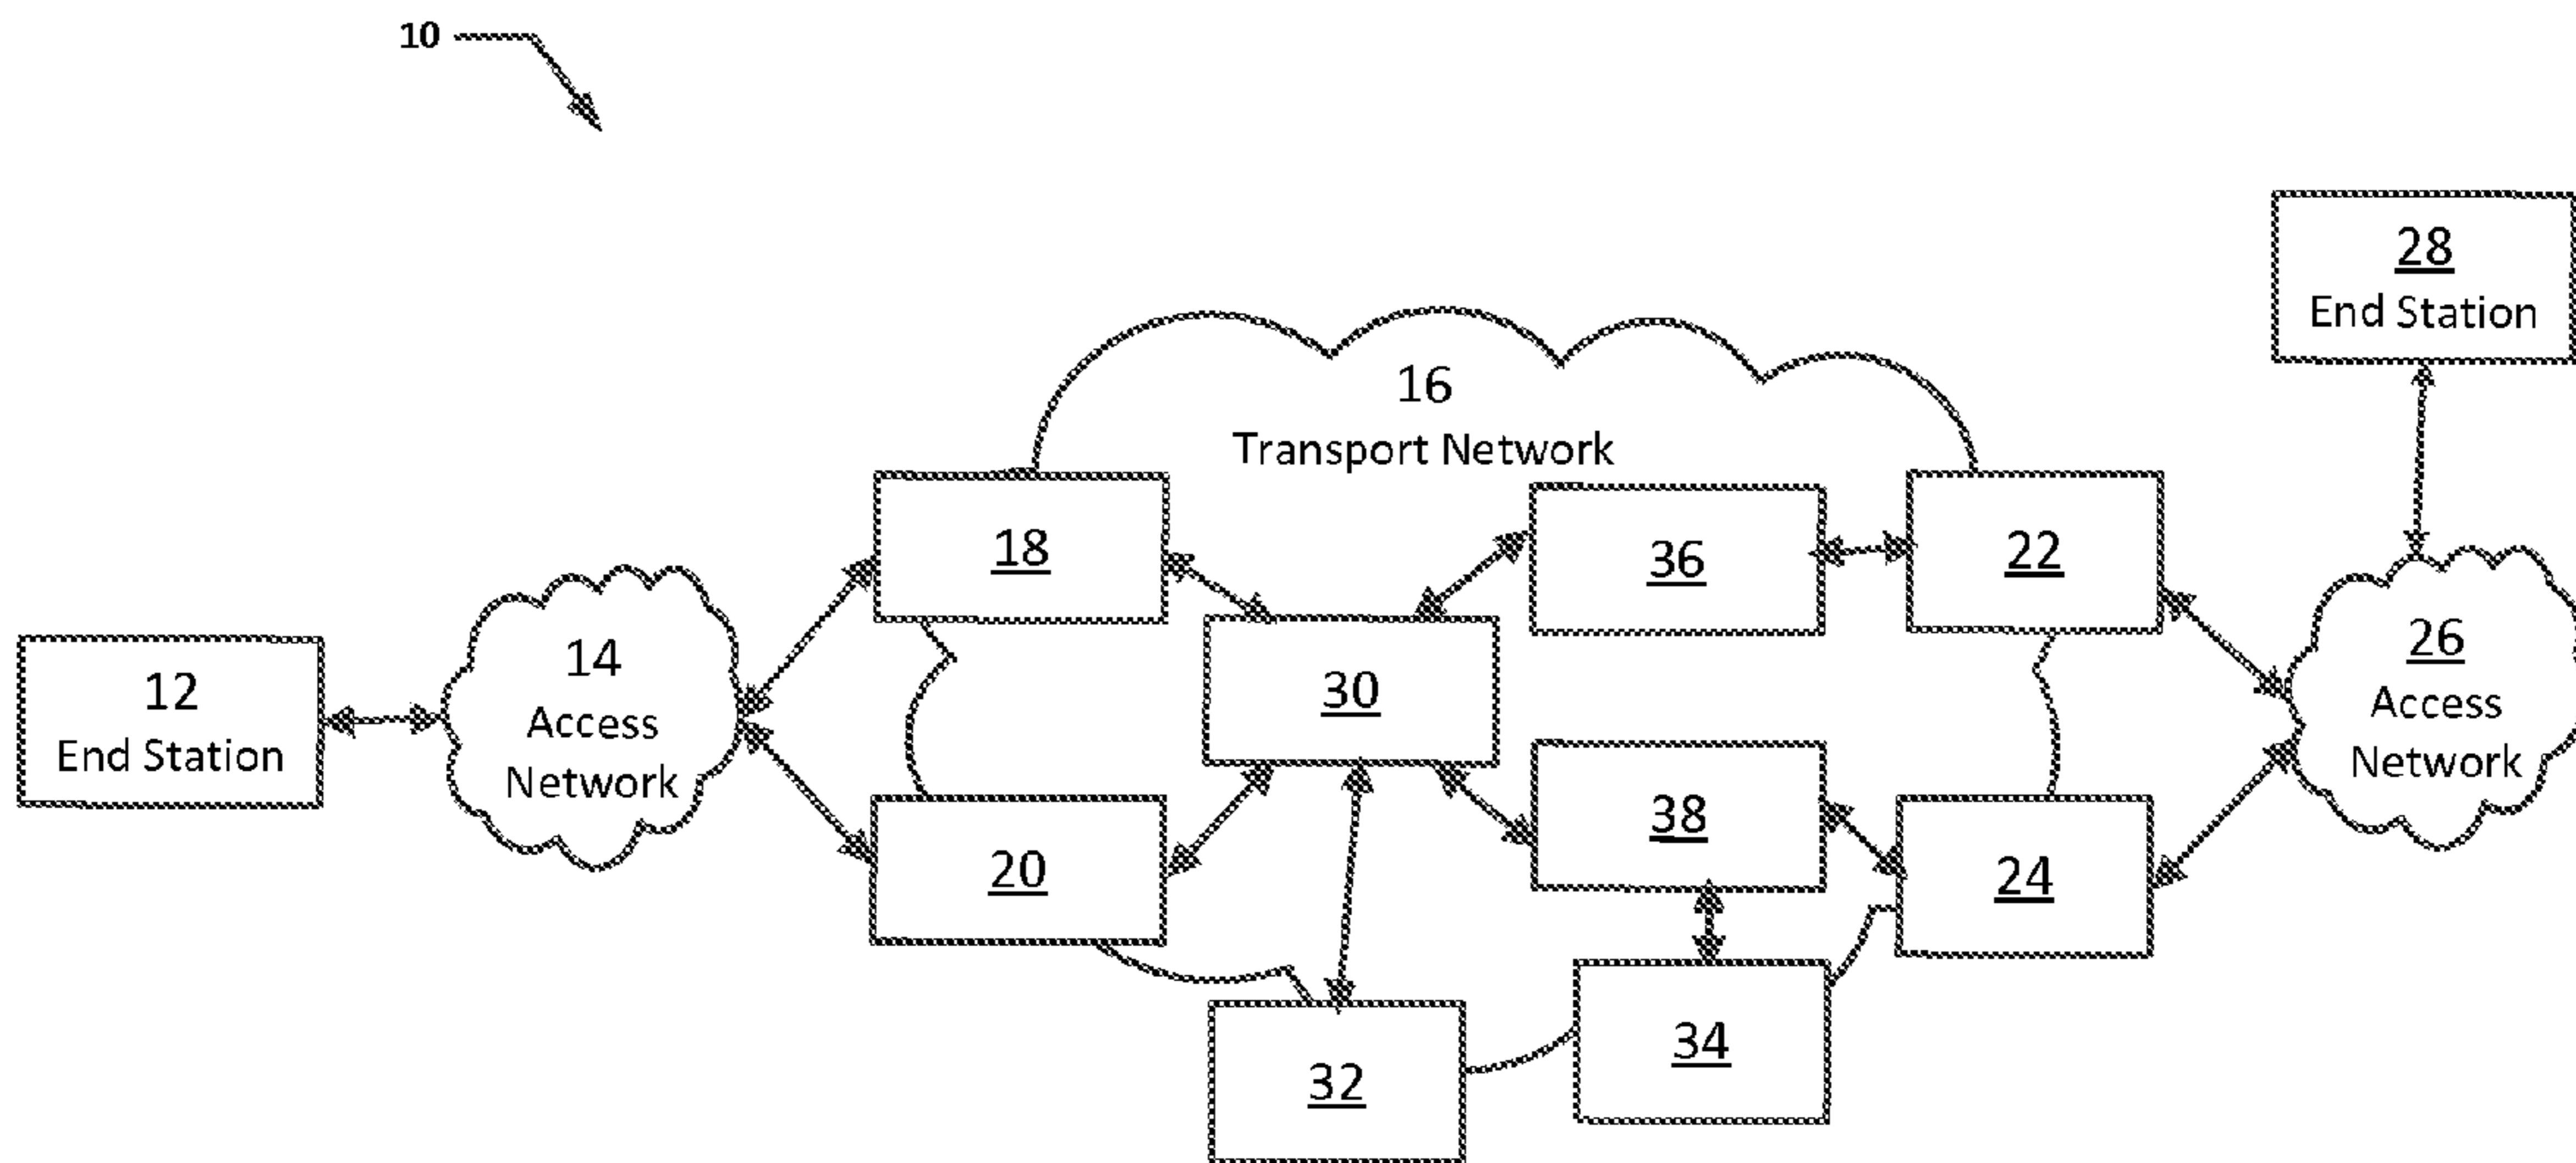 10
28
End Station
16
Transport Network
18
36
22
12
End Station
14
Access
Network
30
26
Access
Network
38
20
24
32
34